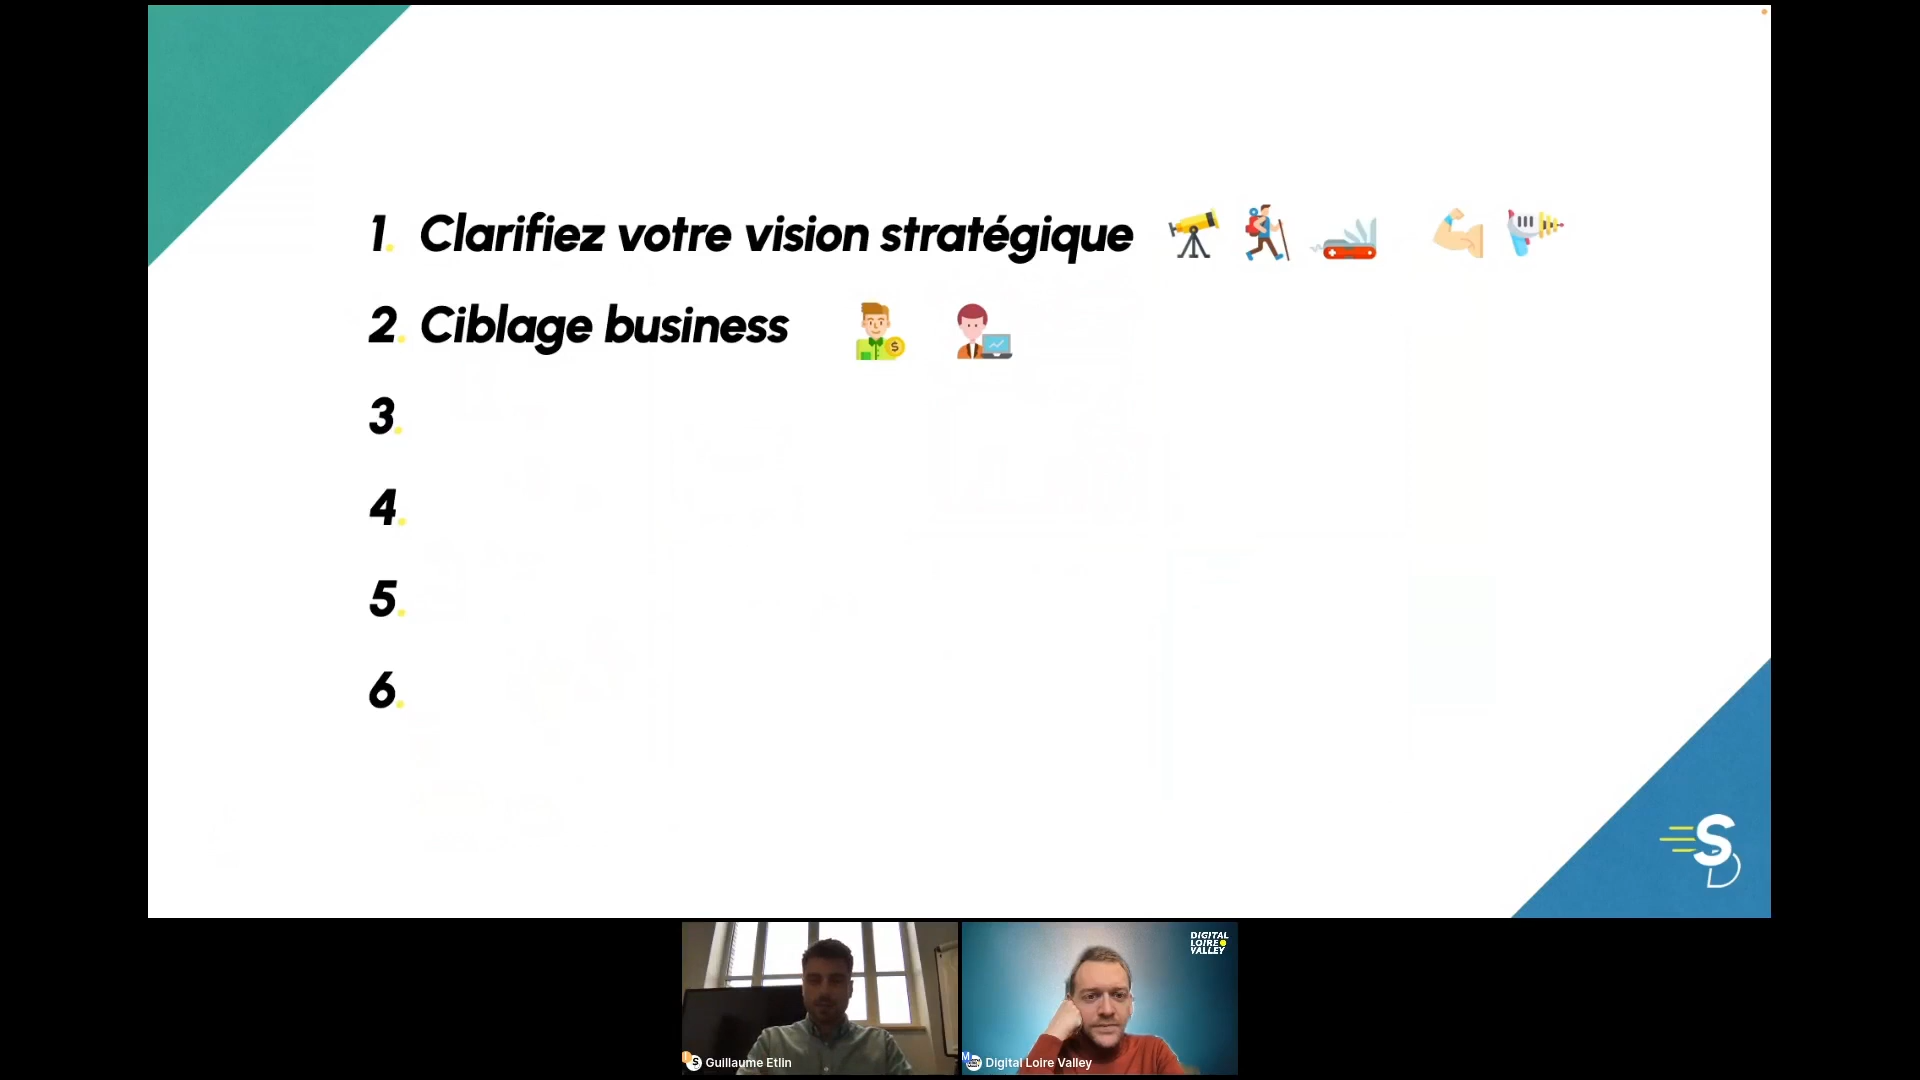 1. Clarifiez votre vision stratégique
2. Ciblage business
3.
4.
5.
6.
S
D
DIGITAL
LOIRE
VALLEY
S Guillaume Etlin
M Digital Loire Valley